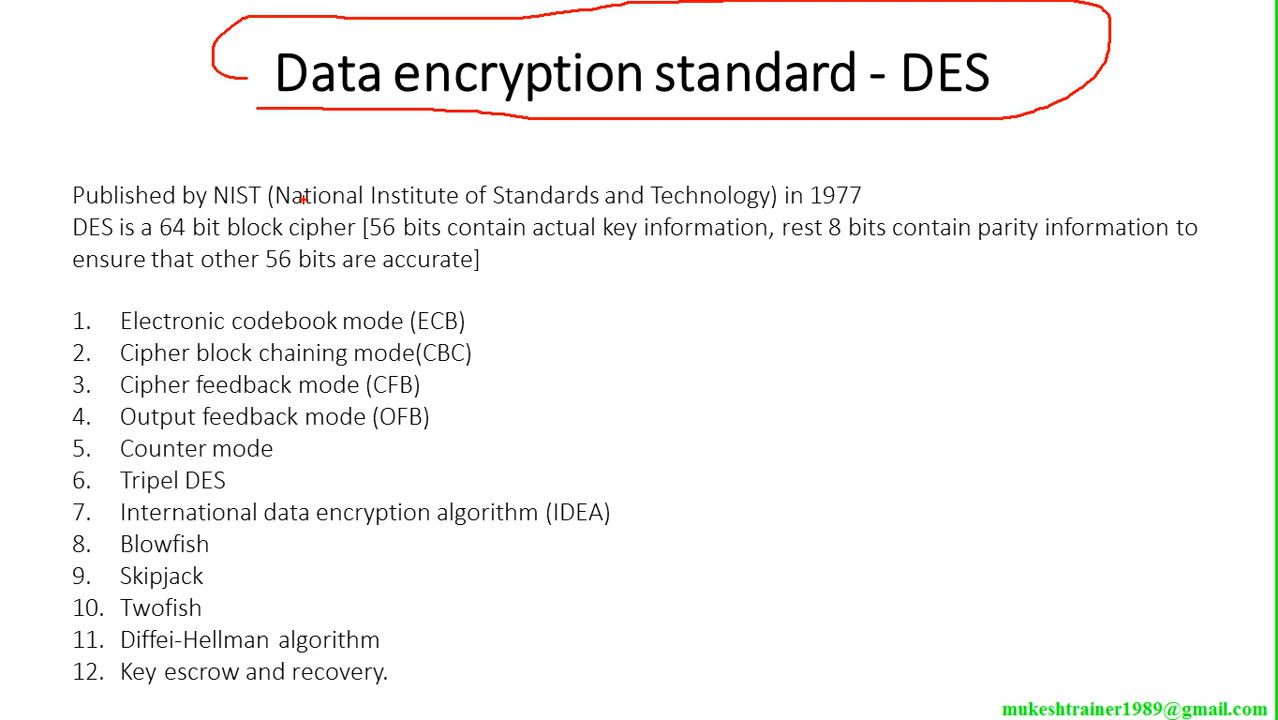 Data encryption standard - DES
Published by NIST (National Institute of Standards and Technology) in 1977
DES is a 64 bit block cipher [56 bits contain actual key information, rest 8 bits contain parity information to
ensure that other 56 bits are accurate]
1. Electronic codebook mode (ECB)
2. Cipher block chaining mode(CBC)
3. Cipher feedback mode (CFB)
4. Output feedback mode (OFB)
5. Counter mode
6. Tripel DES
7. International data encryption algorithm (IDEA)
8. Blowfish
9. Skipjack
10. Twofish
11. Diffei-Hellman algorithm
12. Key escrow and recovery.
mukeshtrainer1989@gmail.com